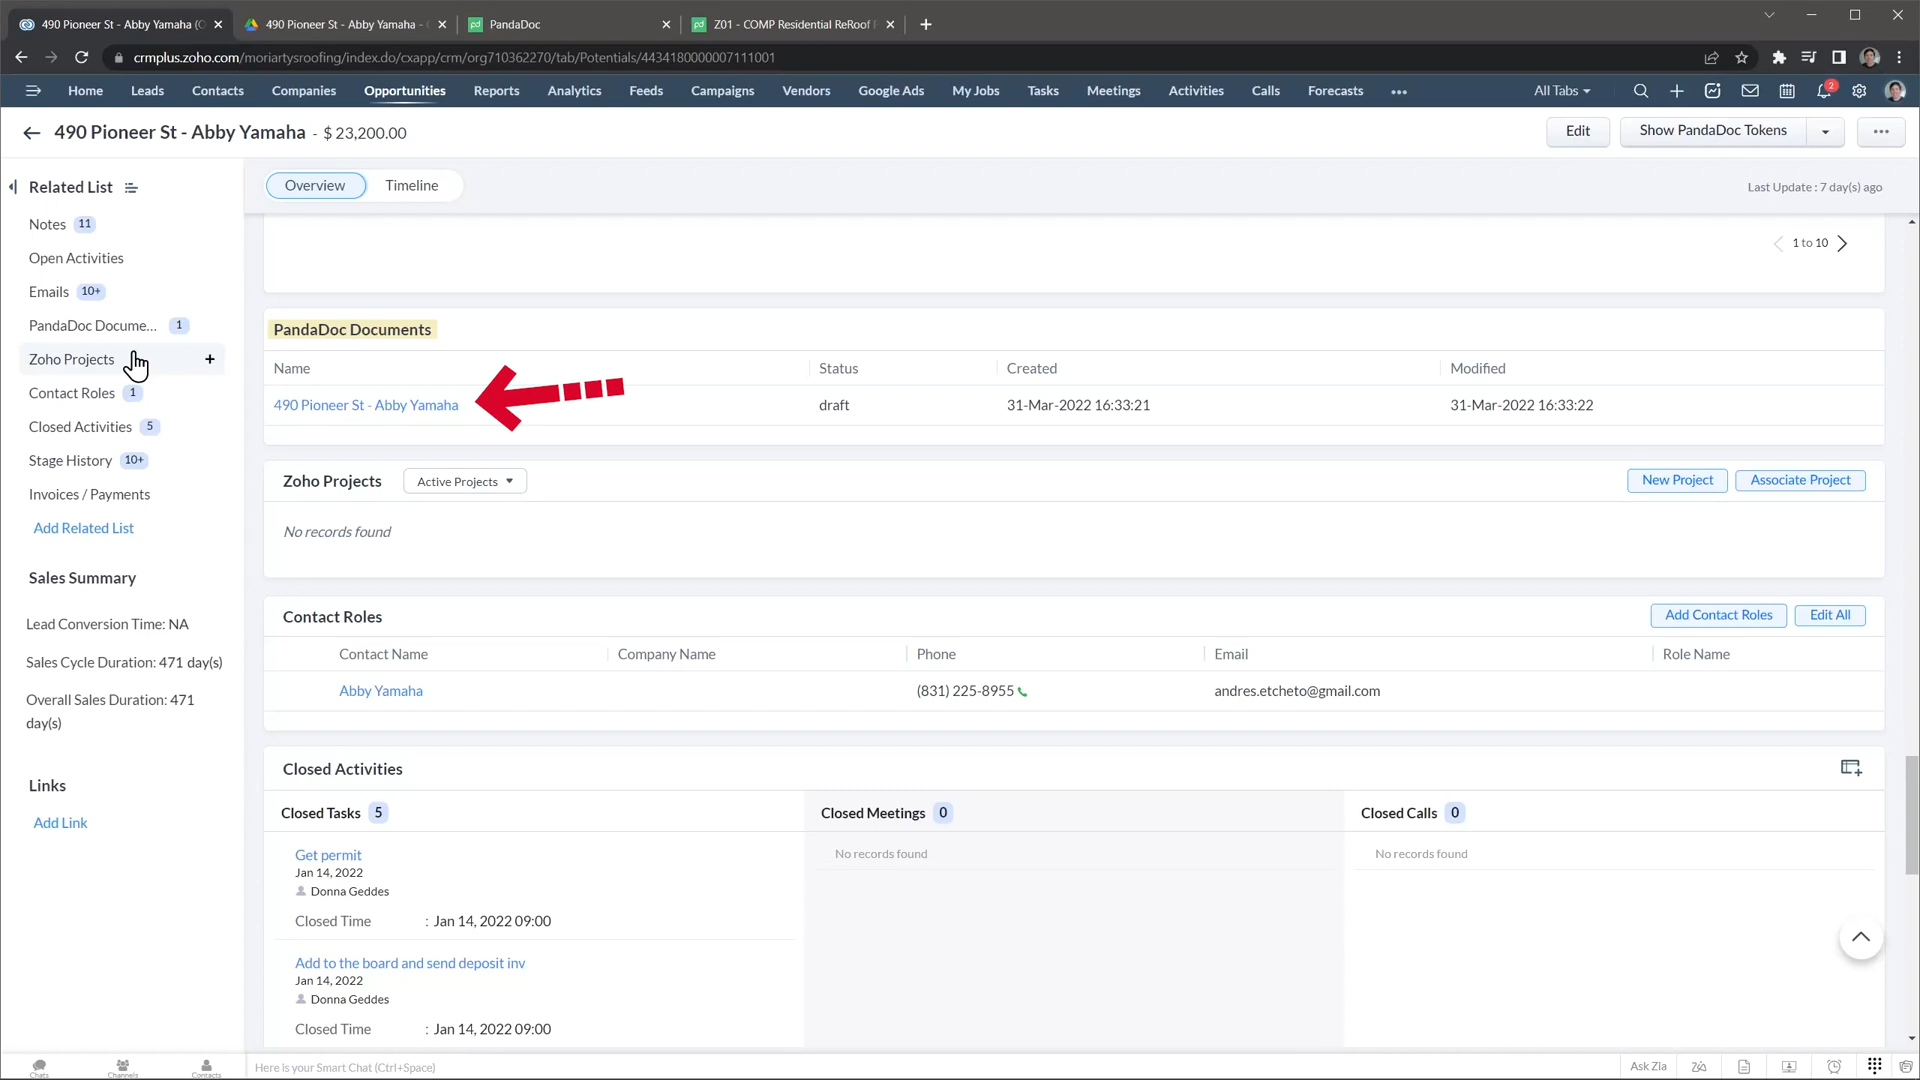 490 Pioneer St - Abby Yamaha (O
490 Pioneer St - Abby Yamaha -
PandaDoc
Z01 - COMP Residential ReRoof
crmplus.zoho.com/moriartysroofing/index.do/cxapp/crm/org710362270/tab/Potentials/4434180000007111001
Home Leads Contacts Companies Opportunities Reports Analytics Feeds Campaigns Vendors Google Ads My Jobs Tasks Meetings Activities Calls Forecasts ••• All Tabs 2
490 Pioneer St - Abby Yamaha - $ 23,200.00 Edit Show PandaDoc Tokens
Related List
Notes 11
Open Activities
Emails 10+
PandaDoc Docume... 1
Zoho Projects +
Contact Roles 1
Closed Activities 5
Stage History 10+
Invoices / Payments
Add Related List
Sales Summary
Lead Conversion Time: NA
Sales Cycle Duration: 471 day(s)
Overall Sales Duration: 471
day(s)
Links
Add Link
Overview Timeline Last Update : 7 day(s) ago
1 to 10
PandaDoc Documents
Name Status Created Modified
490 Pioneer St - Abby Yamaha draft 31-Mar-2022 16:33:21 31-Mar-2022 16:33:22
Zoho Projects Active Projects New Project Associate Project
No records found
Contact Roles Add Contact Roles Edit All
Contact Name Company Name Phone Email Role Name
Abby Yamaha (831) 225-8955 andres.etcheto@gmail.com
Closed Activities
Closed Tasks 5 Closed Meetings 0 Closed Calls 0
Get permit No records found No records found
Jan 14, 2022
Donna Geddes
Closed Time : Jan 14, 2022 09:00
Add to the board and send deposit inv
Jan 14, 2022
Donna Geddes
Closed Time : Jan 14, 2022 09:00
Chats Channels Contacts Here is your Smart Chat (Ctrl+Space) Ask Zia